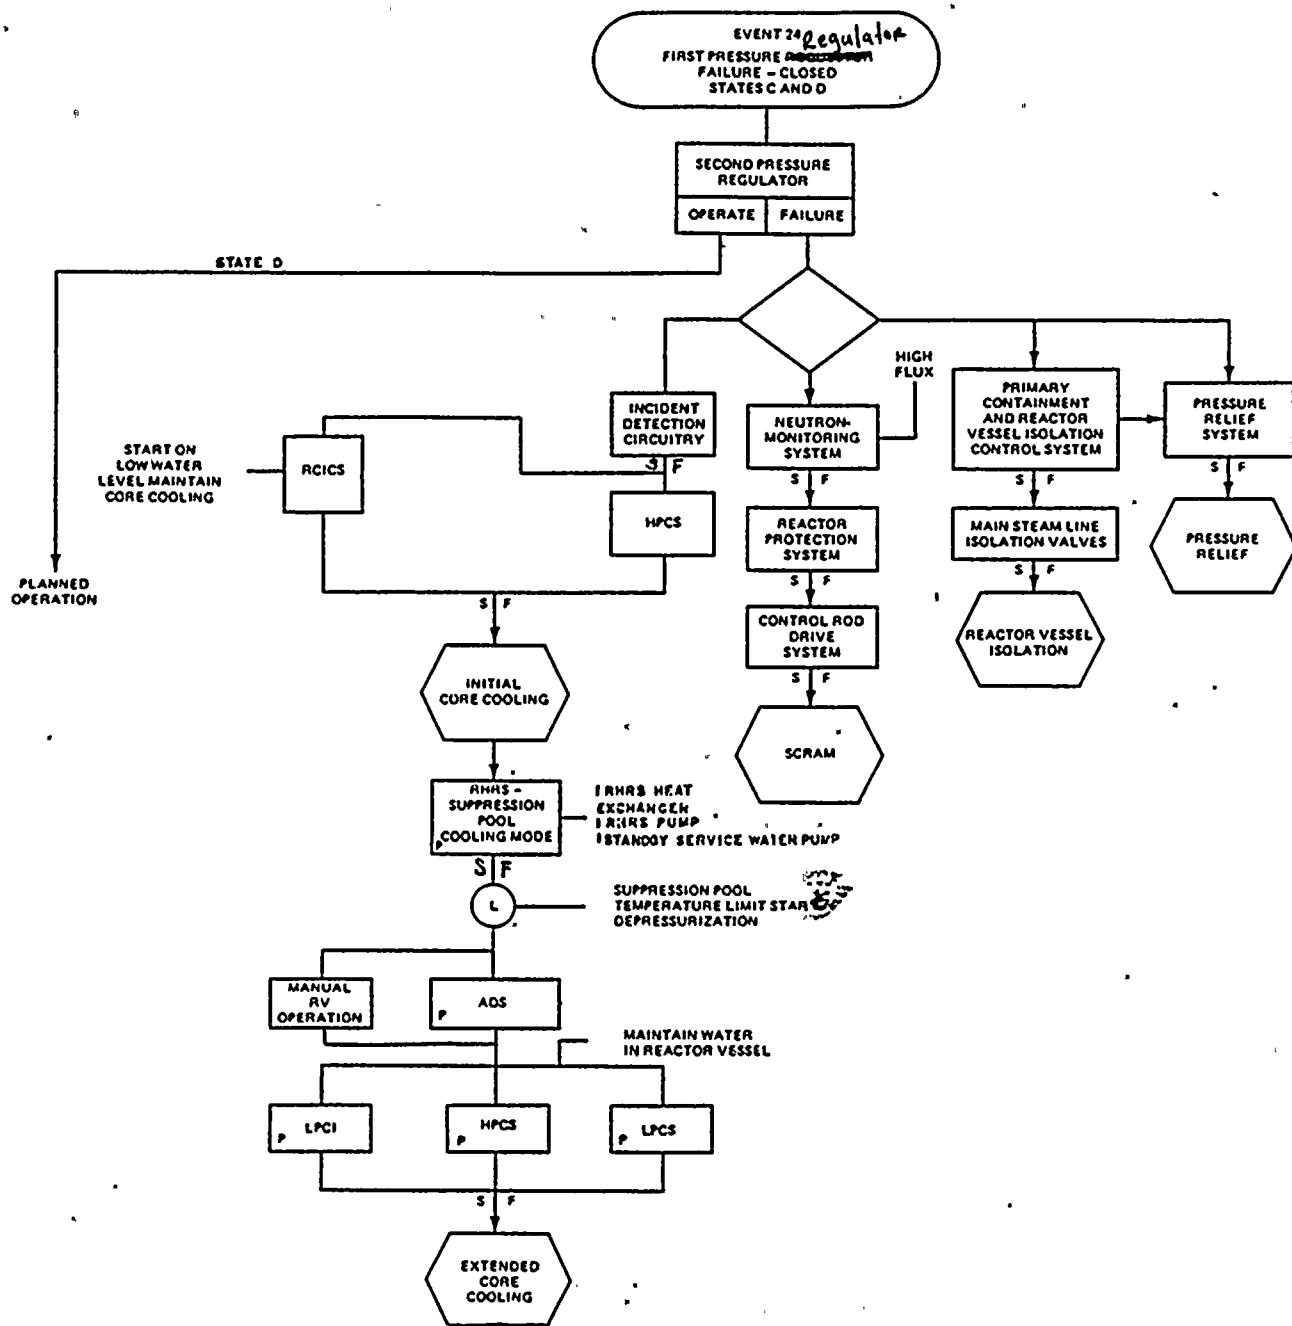 EVENT 24
Regulator
FIRST PRESSURE
FAILURE – CLOSED
STATES C AND D
SECOND PRESSURE
REGULATOR
OPERATE
FAILURE
STATE D
PLANNED
OPERATION
START ON
LOW WATER
LEVEL MAINTAIN
CORE COOLING
RCICS
INCIDENT
DETECTION
CIRCUITRY
S F
HPCS
S F
INITIAL
CORE COOLING
NEUTRON-
MONITORING
SYSTEM
HIGH
FLUX
S F
REACTOR
PROTECTION
SYSTEM
S F
CONTROL ROD
DRIVE
SYSTEM
S F
SCRAM
PRIMARY
CONTAINMENT
AND REACTOR
VESSEL ISOLATION
CONTROL SYSTEM
S F
MAIN STEAM LINE
ISOLATION VALVES
S F
REACTOR VESSEL
ISOLATION
PRESSURE
RELIEF
SYSTEM
S F
PRESSURE
RELIEF
RHRS –
SUPPRESSION
POOL
COOLING MODE
P
1 RHRS HEAT
EXCHANGER
1 RHRS PUMP
1 STANDBY SERVICE WATER PUMP
S F
L
SUPPRESSION POOL
TEMPERATURE LIMIT START
DEPRESSURIZATION
MANUAL
RV
OPERATION
ADS
P
MAINTAIN WATER
IN REACTOR VESSEL
LPCI
P
HPCS
P
LPCS
P
S F
EXTENDED
CORE
COOLING